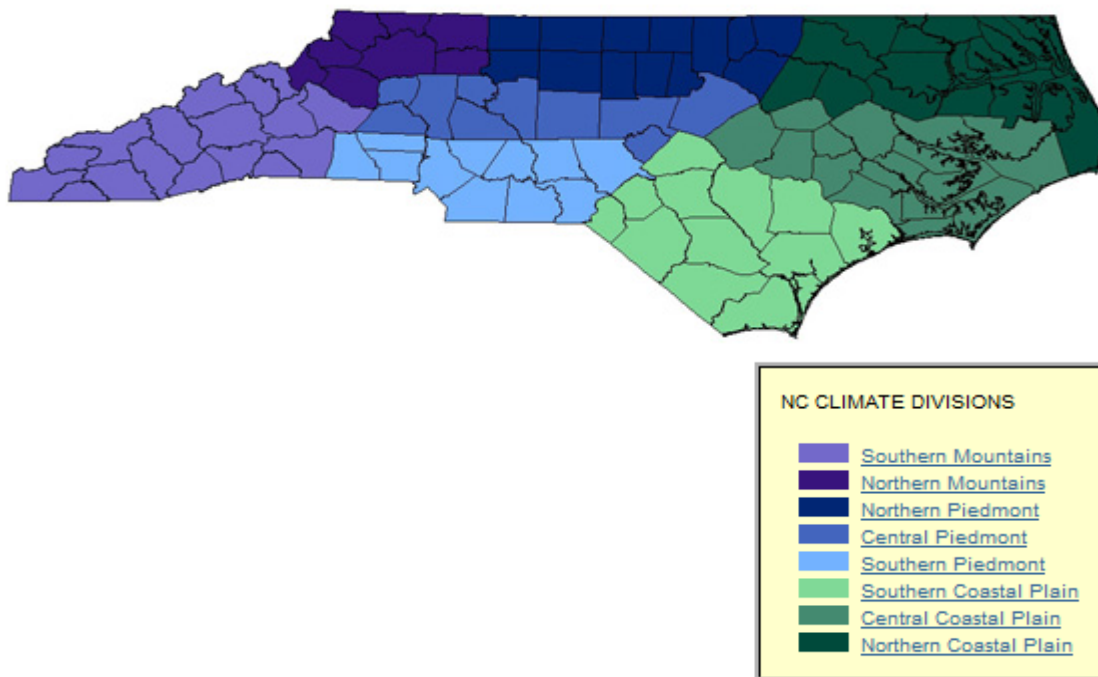 NC CLIMATE DIVISIONS
Southern Mountains
Northern Mountains
Northern Piedmont
Central Piedmont
Southern Piedmont
Southern Coastal Plain
Central Coastal Plain
Northern Coastal Plain